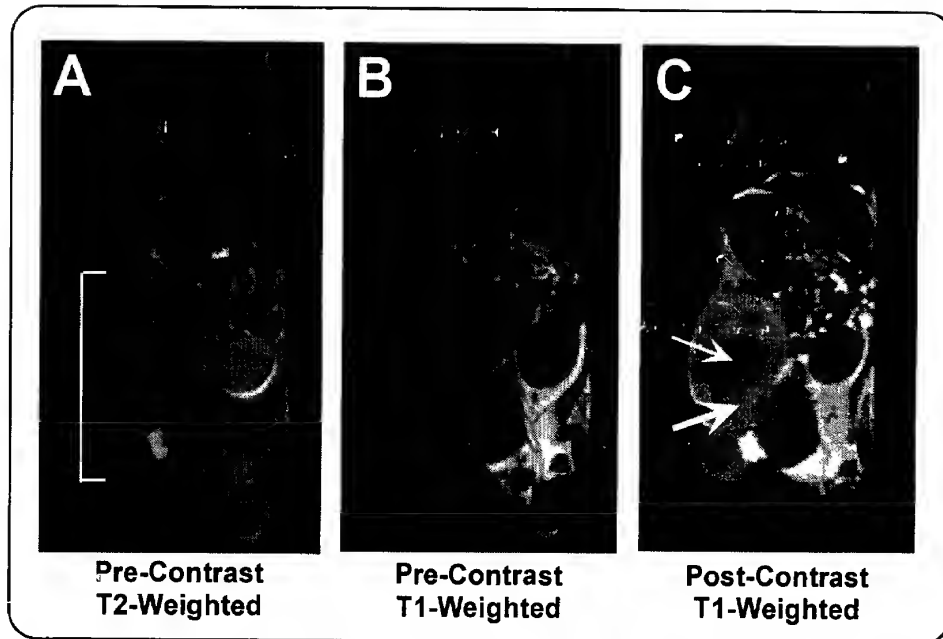 A
B
C
Pre-Contrast
T2-Weighted
Pre-Contrast
T1-Weighted
Post-Contrast
T1-Weighted